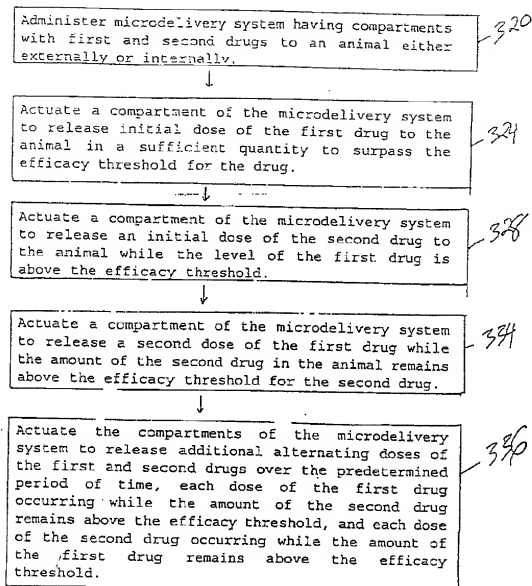 Administer microdelivery system having compartments
with first and second drugs to an animal either
externally or internally.
320
Actuate a compartment of the microdelivery system
to release initial dose of the first drug to the
animal in a sufficient quantity to surpass the
efficacy threshold for the drug.
324
Actuate a compartment of the microdelivery system
to release an initial dose of the second drug to
the animal while the level of the first drug is
above the efficacy threshold.
328
Actuate a compartment of the microdelivery system
to release a second dose of the first drug while
the amount of the second drug in the animal remains
above the efficacy threshold for the second drug.
334
Actuate the compartments of the microdelivery
system to release additional alternating doses of
the first and second drugs over the predetermined
period of time, each dose of the first drug
occurring while the amount of the second drug
remains above the efficacy threshold, and each dose
of the second drug occurring while the amount of
the first drug remains above the efficacy
threshold.
336